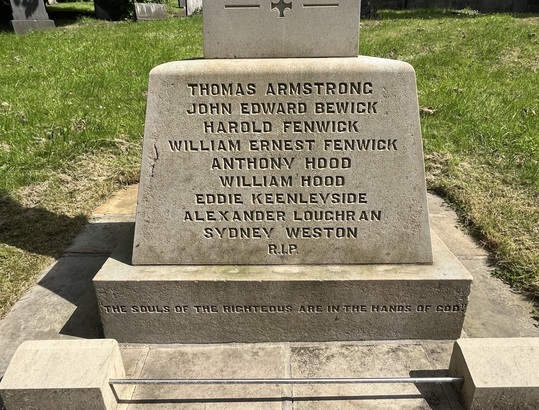 THOMAS ARMSTRONG
JOHN EDWARD BEWICK
HAROLD FENWICK
WILLIAM ERNEST FENWICK
ANTHONY HOOD
WILLIAM HOOD
EDDIE KEENLEYSIDE
ALEXANDER LOUGHRAN
SYDNEY WESTON
R.I.P.
THE SOULS OF THE RIGHTEOUS ARE IN THE HANDS OF GOD